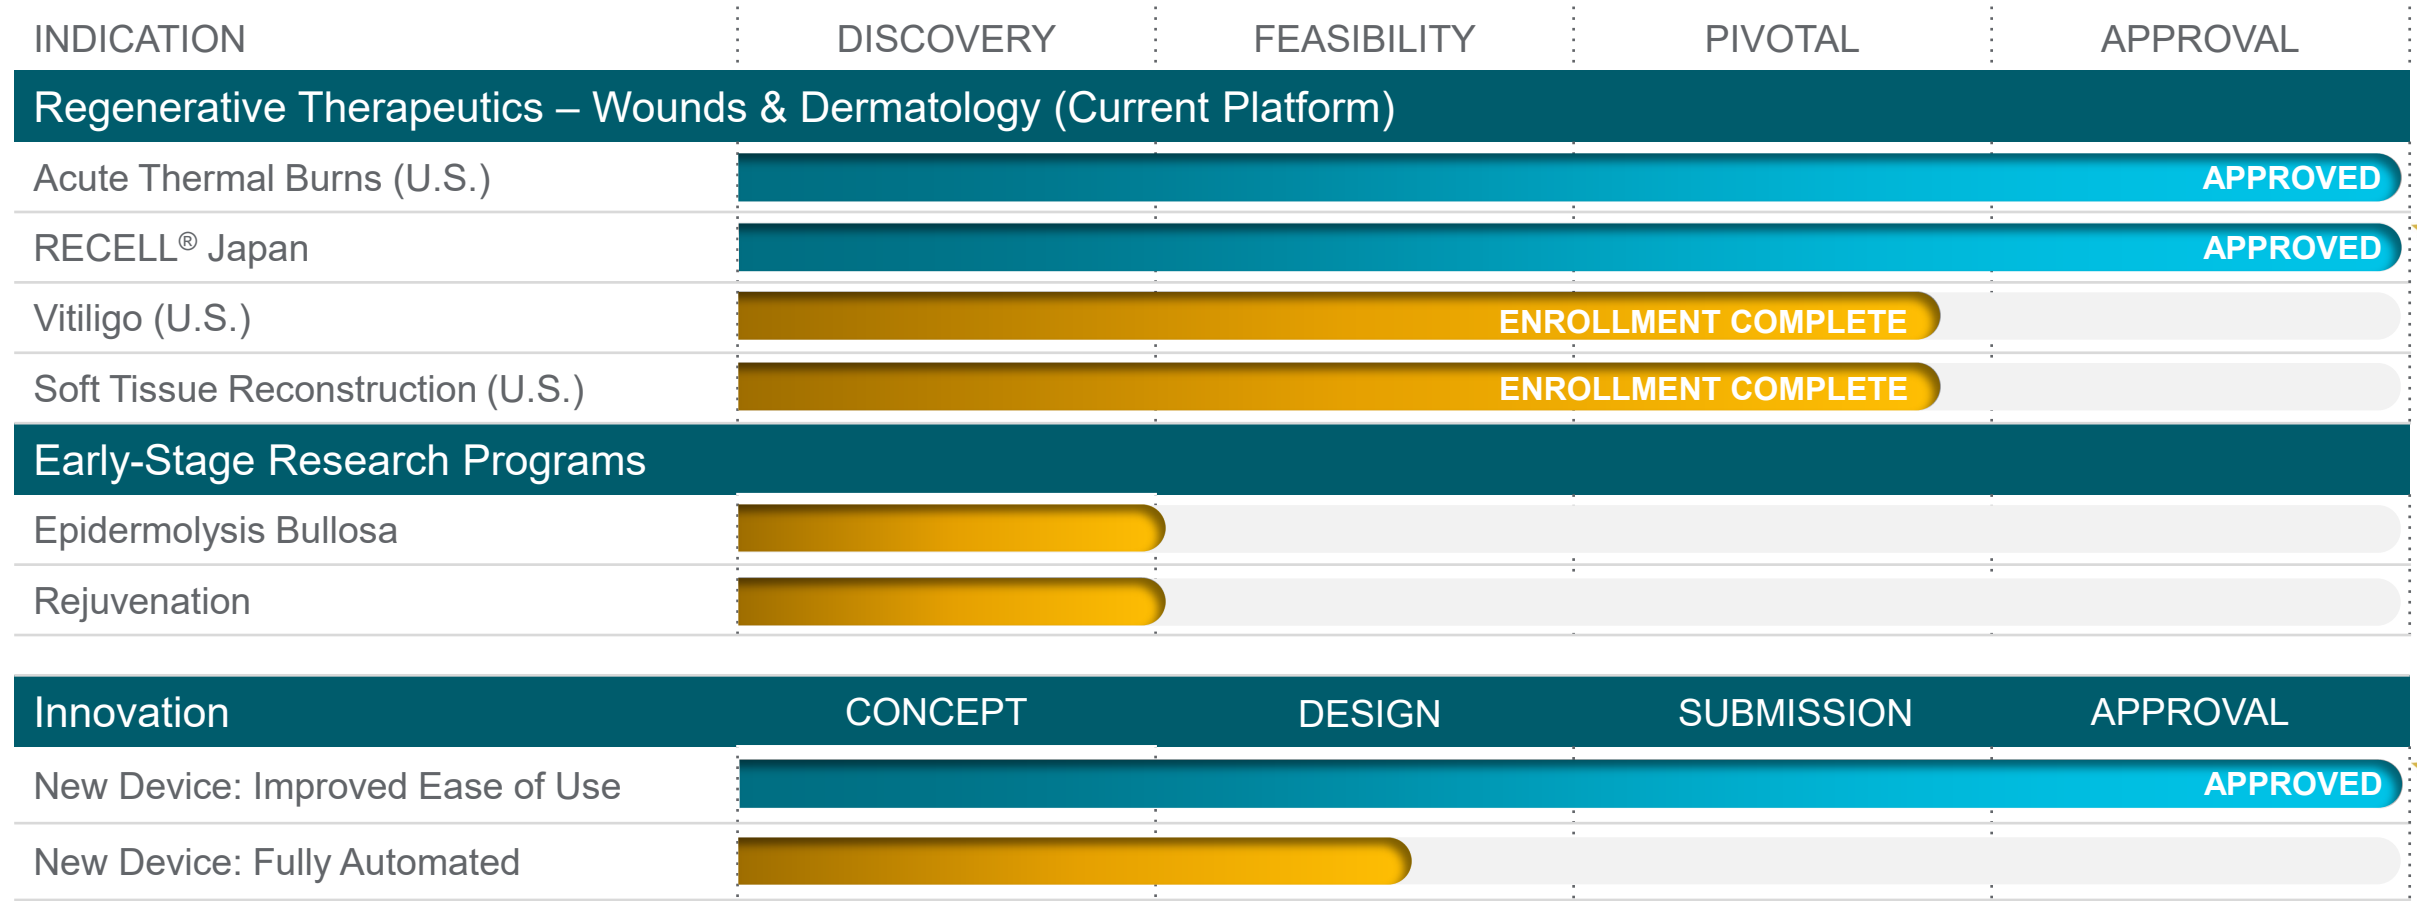 INDICATION DISCOVERY FEASIBILITY PIVOTAL APPROVAL
Regenerative Therapeutics – Wounds & Dermatology (Current Platform)
Acute Thermal Burns (U.S.) APPROVED
RECELL® Japan APPROVED
Vitiligo (U.S.) ENROLLMENT COMPLETE
Soft Tissue Reconstruction (U.S.) ENROLLMENT COMPLETE
Early-Stage Research Programs
Epidermolysis Bullosa
Rejuvenation
Innovation CONCEPT DESIGN SUBMISSION APPROVAL
New Device: Improved Ease of Use APPROVED
New Device: Fully Automated